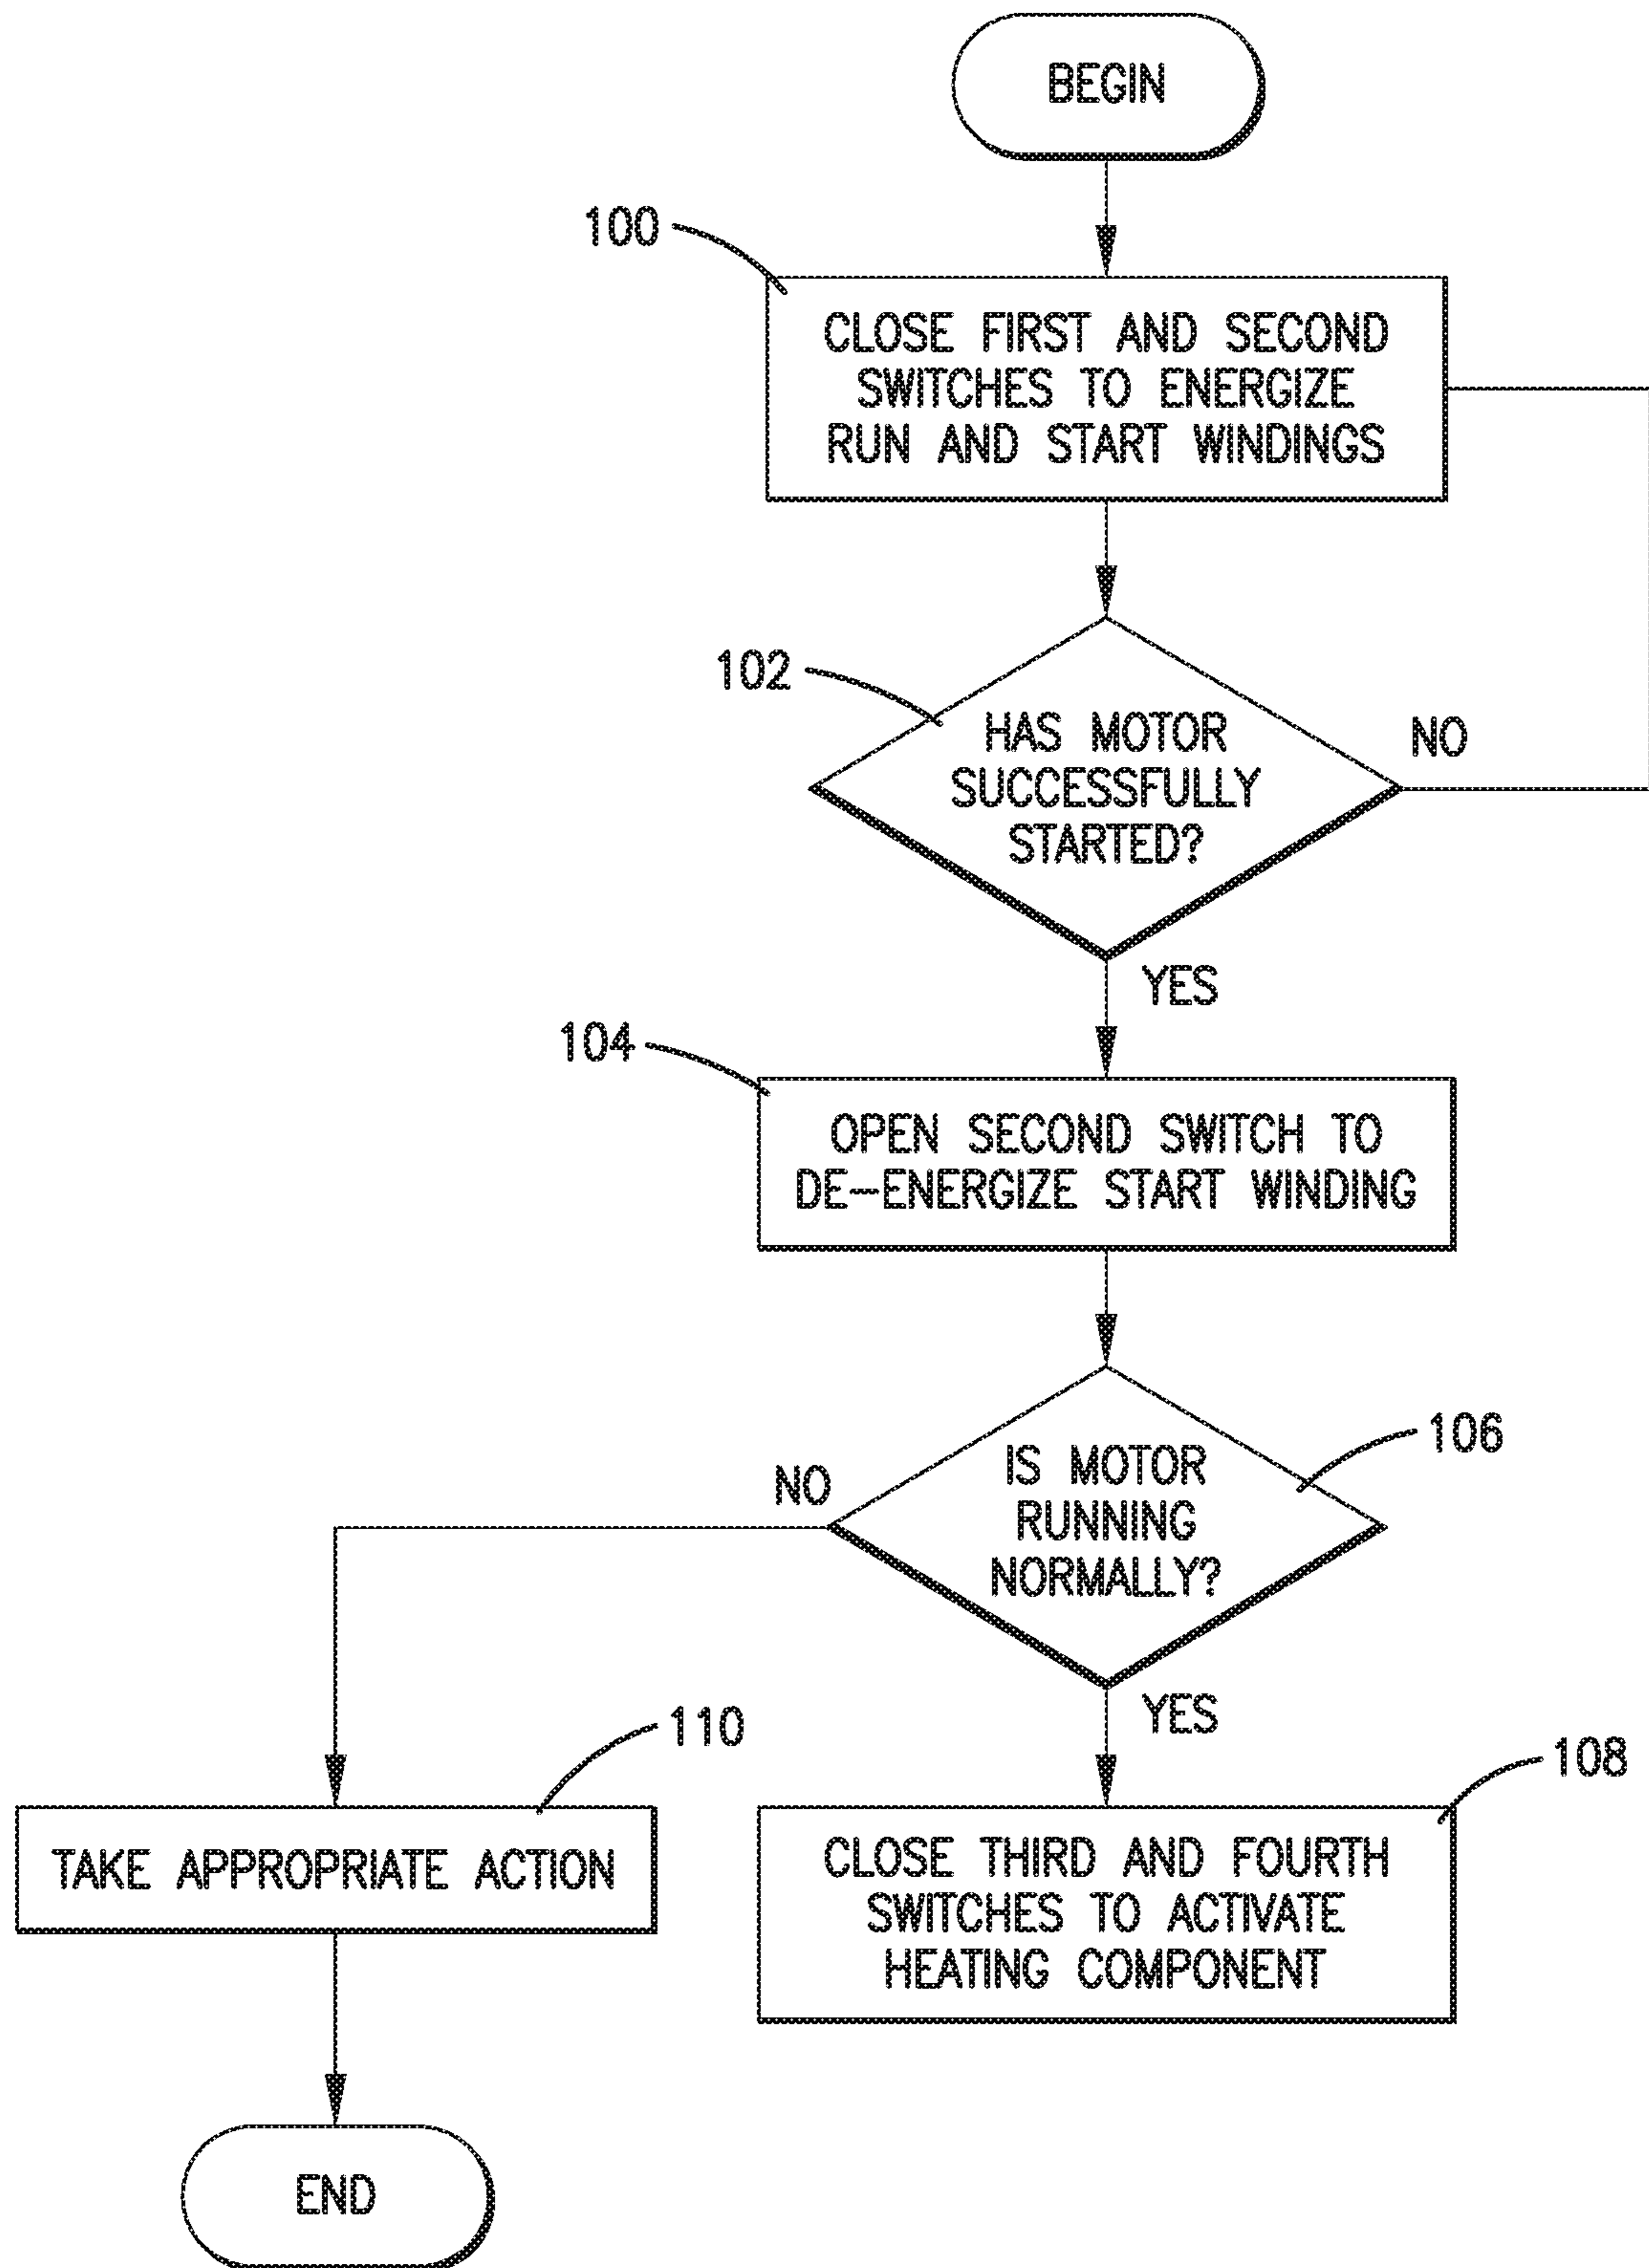 BEGIN
100
CLOSE FIRST AND SECOND
SWITCHES TO ENERGIZE
RUN AND START WINDINGS
102
HAS MOTOR
SUCCESSFULLY
STARTED?
NO
YES
104
OPEN SECOND SWITCH TO
DE-ENERGIZE START WINDING
106
IS MOTOR
RUNNING
NORMALLY?
NO
YES
110
TAKE APPROPRIATE ACTION
108
CLOSE THIRD AND FOURTH
SWITCHES TO ACTIVATE
HEATING COMPONENT
END